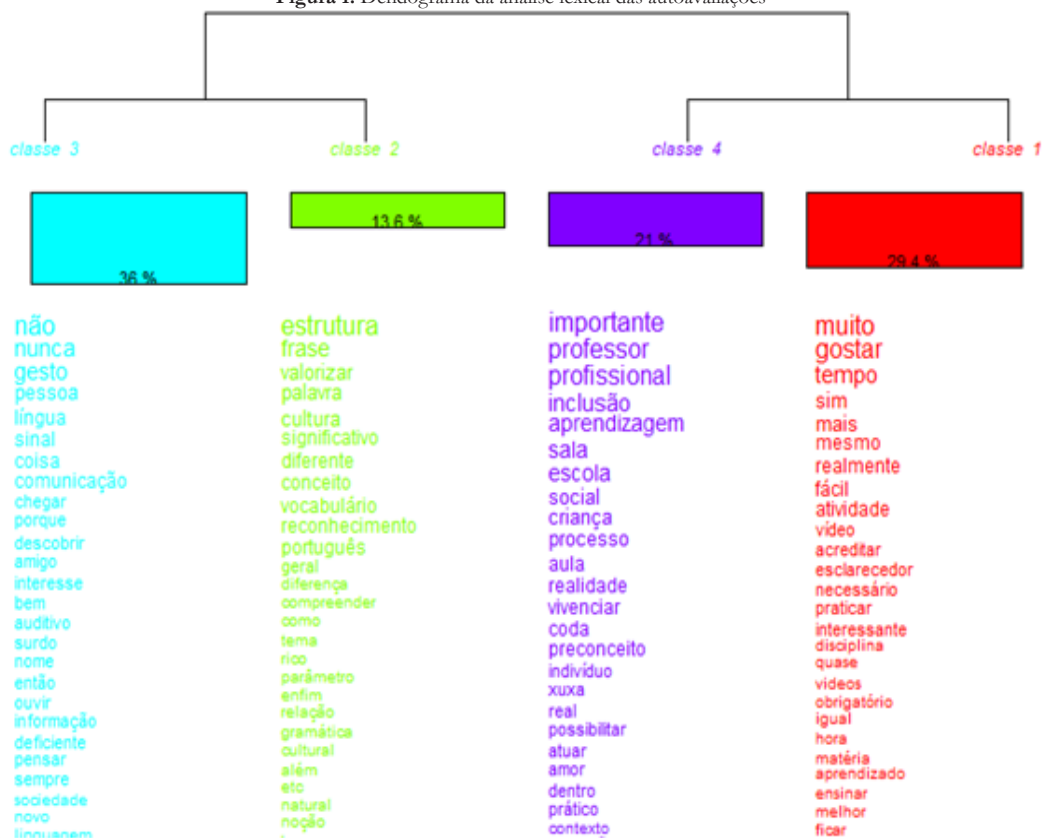 Figura 1. Dendograma da análise lexical das autoavaliações
classe 3
classe 2
classe 4
classe 1
36 %
13.6 %
21 %
29.4 %
não
nunca
gesto
pessoa
língua
sinal
coisa
comunicação
chegar
porque
descobrir
amigo
interesse
bem
auditivo
surdo
nome
então
ouvir
informação
deficiente
pensar
sempre
sociedade
novo
linguagem
estrutura
frase
valorizar
palavra
cultura
significativo
diferente
conceito
vocabulário
reconhecimento
português
geral
diferença
compreender
como
tema
rico
parâmetro
enfim
relação
gramática
cultural
além
etc
natural
noção
importante
professor
profissional
inclusão
aprendizagem
sala
escola
social
criança
processo
aula
realidade
vivenciar
coda
preconceito
indivíduo
xuxa
real
possibilitar
atuar
amor
dentro
prático
contexto
muito
gostar
tempo
sim
mais
mesmo
realmente
fácil
atividade
vídeo
acreditar
esclarecedor
necessário
praticar
interessante
disciplina
quase
videos
obrigatório
igual
hora
matéria
aprendizado
ensinar
melhor
ficar